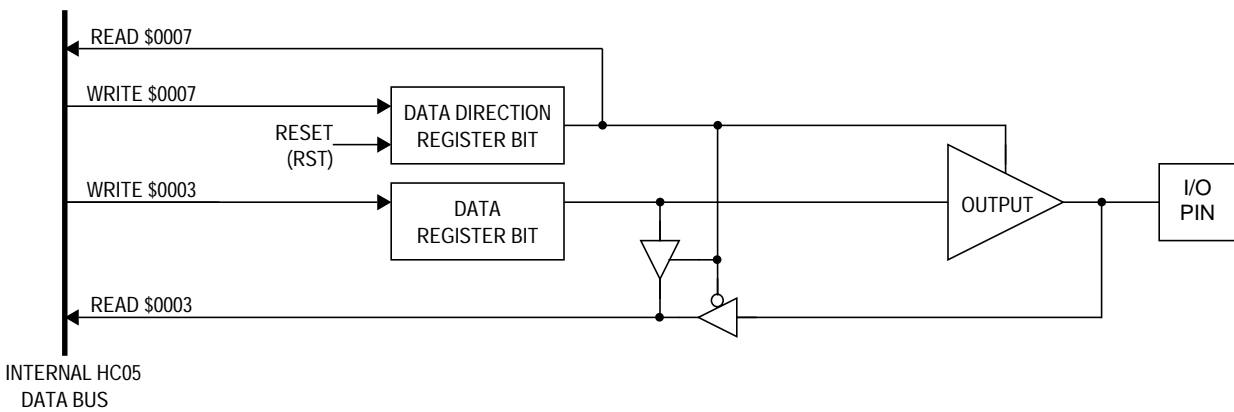 READ $0007
WRITE $0007
DATA DIRECTION
REGISTER BIT
RESET
(RST)
WRITE $0003
DATA
REGISTER BIT
OUTPUT
I/O
PIN
READ $0003
INTERNAL HC05
DATA BUS